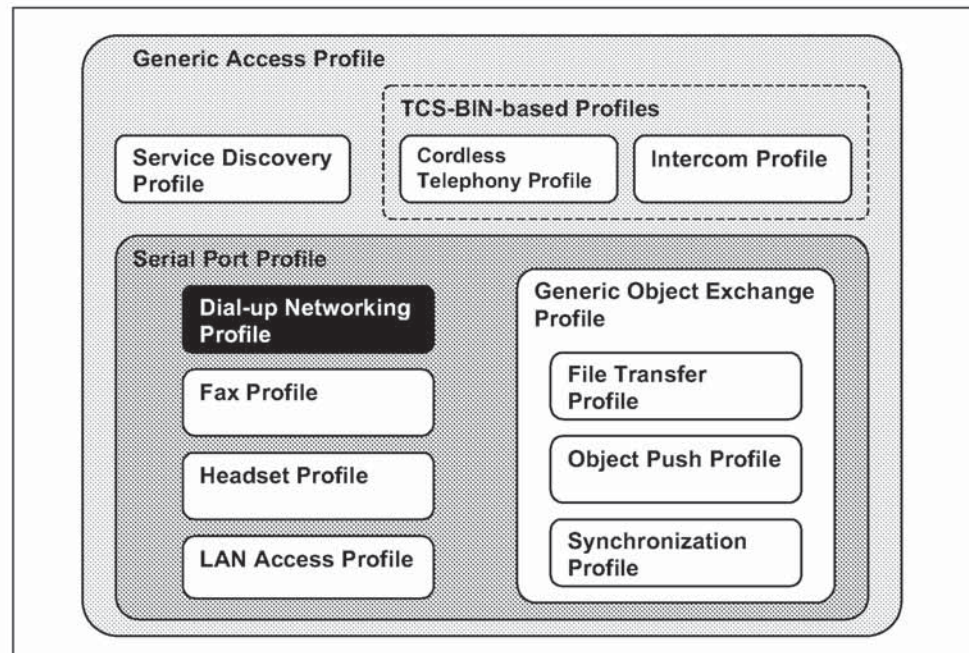 Generic Access Profile
TCS-BIN-based Profiles
Service Discovery
Profile
Cordless
Telephony Profile
Intercom Profile
Serial Port Profile
Dial-up Networking
Profile
Fax Profile
Headset Profile
LAN Access Profile
Generic Object Exchange
Profile
File Transfer
Profile
Object Push Profile
Synchronization
Profile